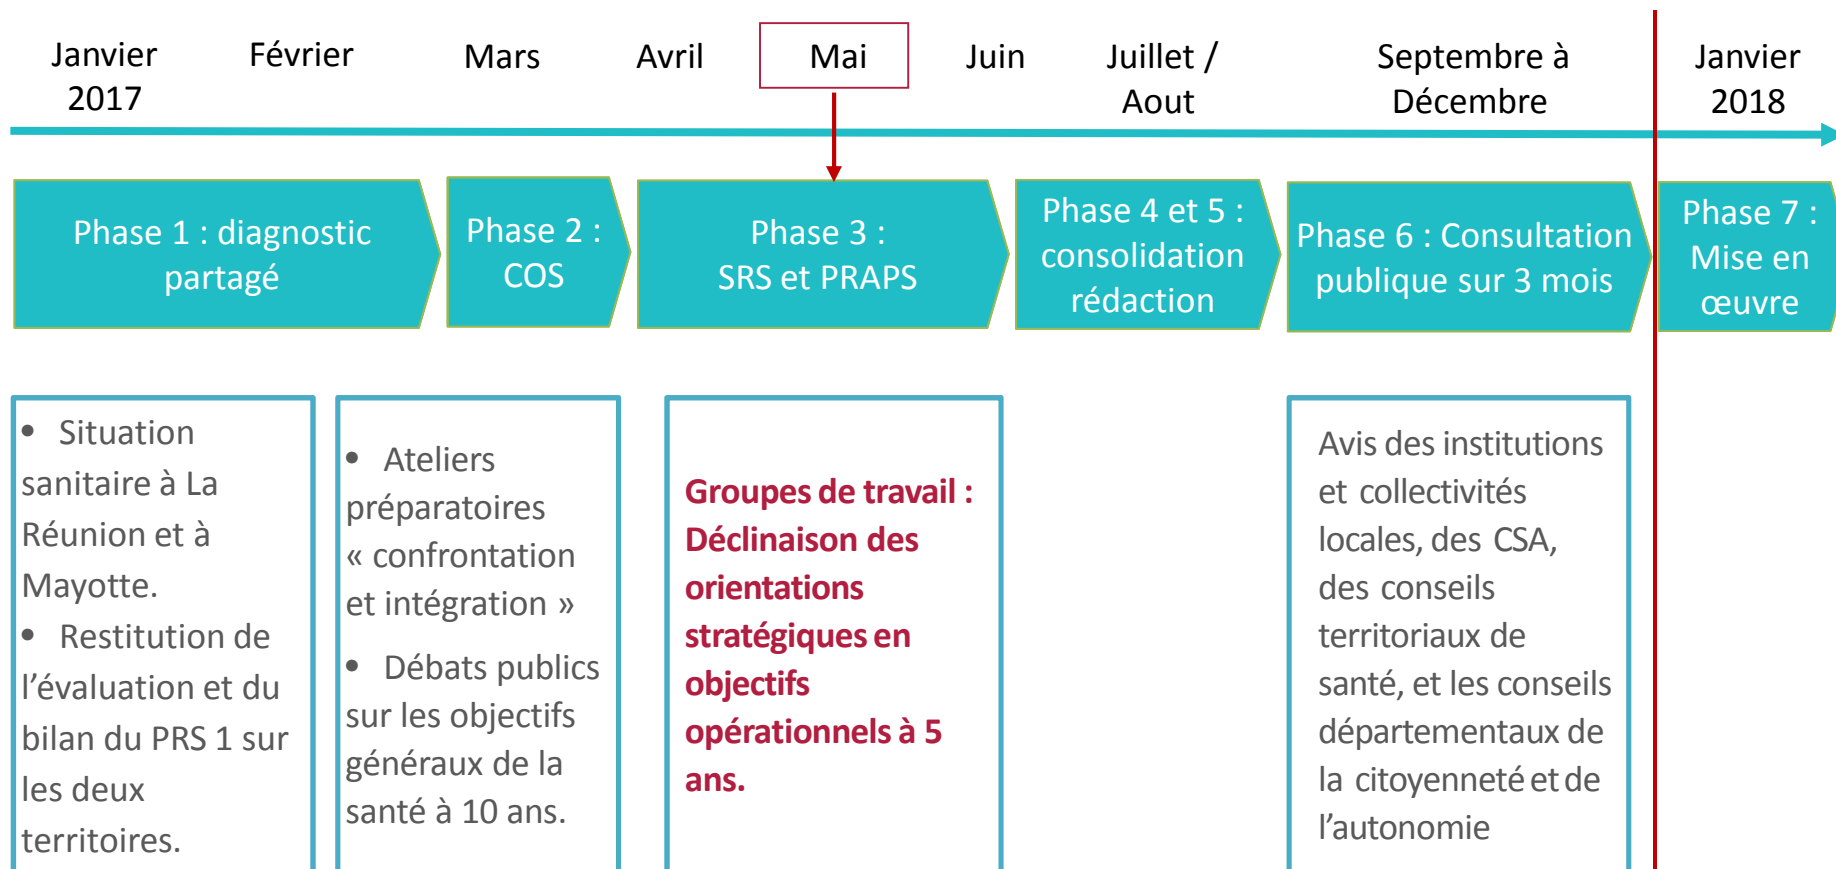 Janvier
2017
Février
Mars
Avril
Mai
Juin
Juillet /
Aout
Septembre à
Décembre
Janvier
2018
Phase 1 : diagnostic
partagé
Phase 2 :
COS
Phase 3 :
SRS et PRAPS
Phase 4 et 5 :
consolidation
rédaction
Phase 6 : Consultation
publique sur 3 mois
Phase 7 :
Mise en
œuvre
• Situation
sanitaire à La
Réunion et à
Mayotte.
• Restitution de
l’évaluation et du
bilan du PRS 1 sur
les deux
territoires.
• Ateliers
préparatoires
« confrontation
et intégration »
• Débats publics
sur les objectifs
généraux de la
santé à 10 ans.
Groupes de travail :
Déclinaison des
orientations
stratégiques en
objectifs
opérationnels à 5
ans.
Avis des institutions
et collectivités
locales, des CSA,
des conseils
territoriaux de
santé, et les conseils
départementaux de
la citoyenneté et de
l’autonomie